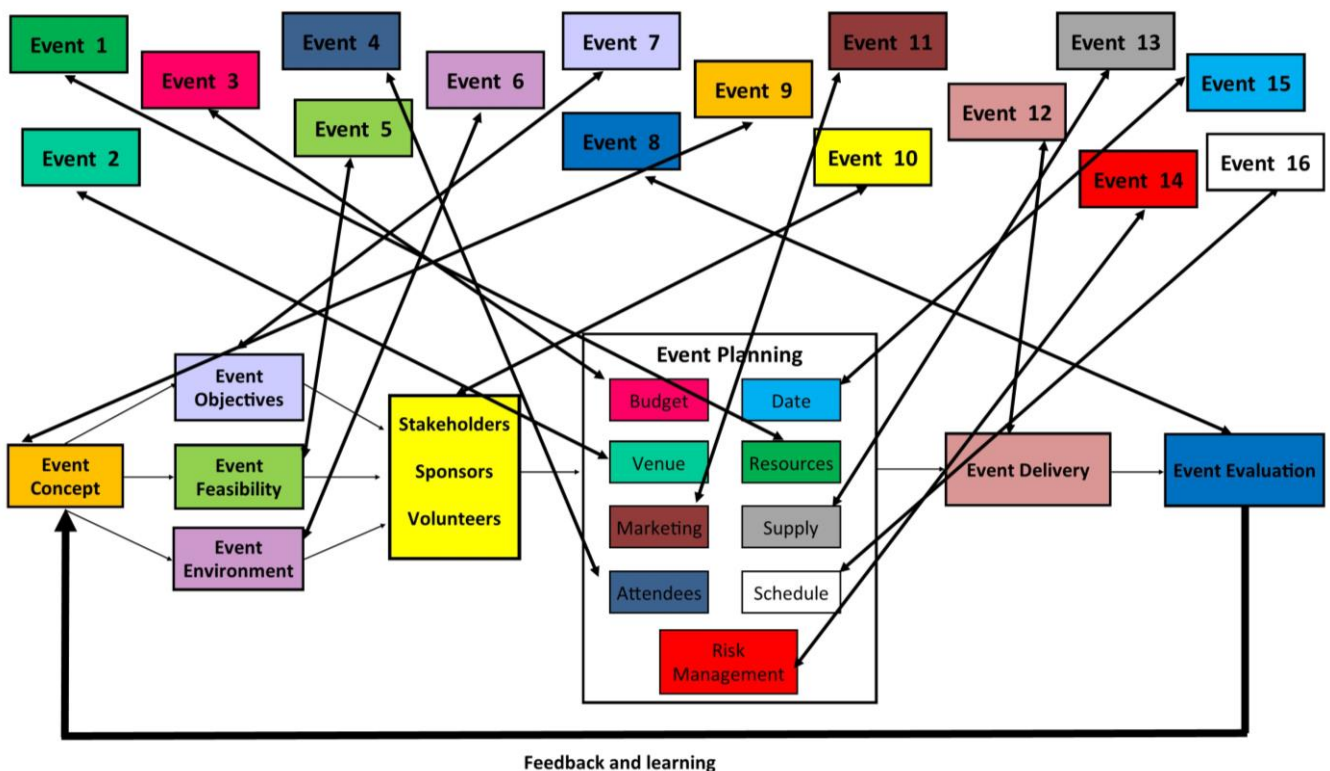 Event 1
Event 2
Event 3
Event 4
Event 5
Event 6
Event 7
Event 8
Event 9
Event 10
Event 11
Event 12
Event 13
Event 14
Event 15
Event 16
Event
Concept
Event
Objectives
Event
Feasibility
Event
Environment
Stakeholders
Sponsors
Volunteers
Event Planning
Budget
Date
Venue
Resources
Marketing
Supply
Attendees
Schedule
Risk
Management
Event Delivery
Event Evaluation
Feedback and learning